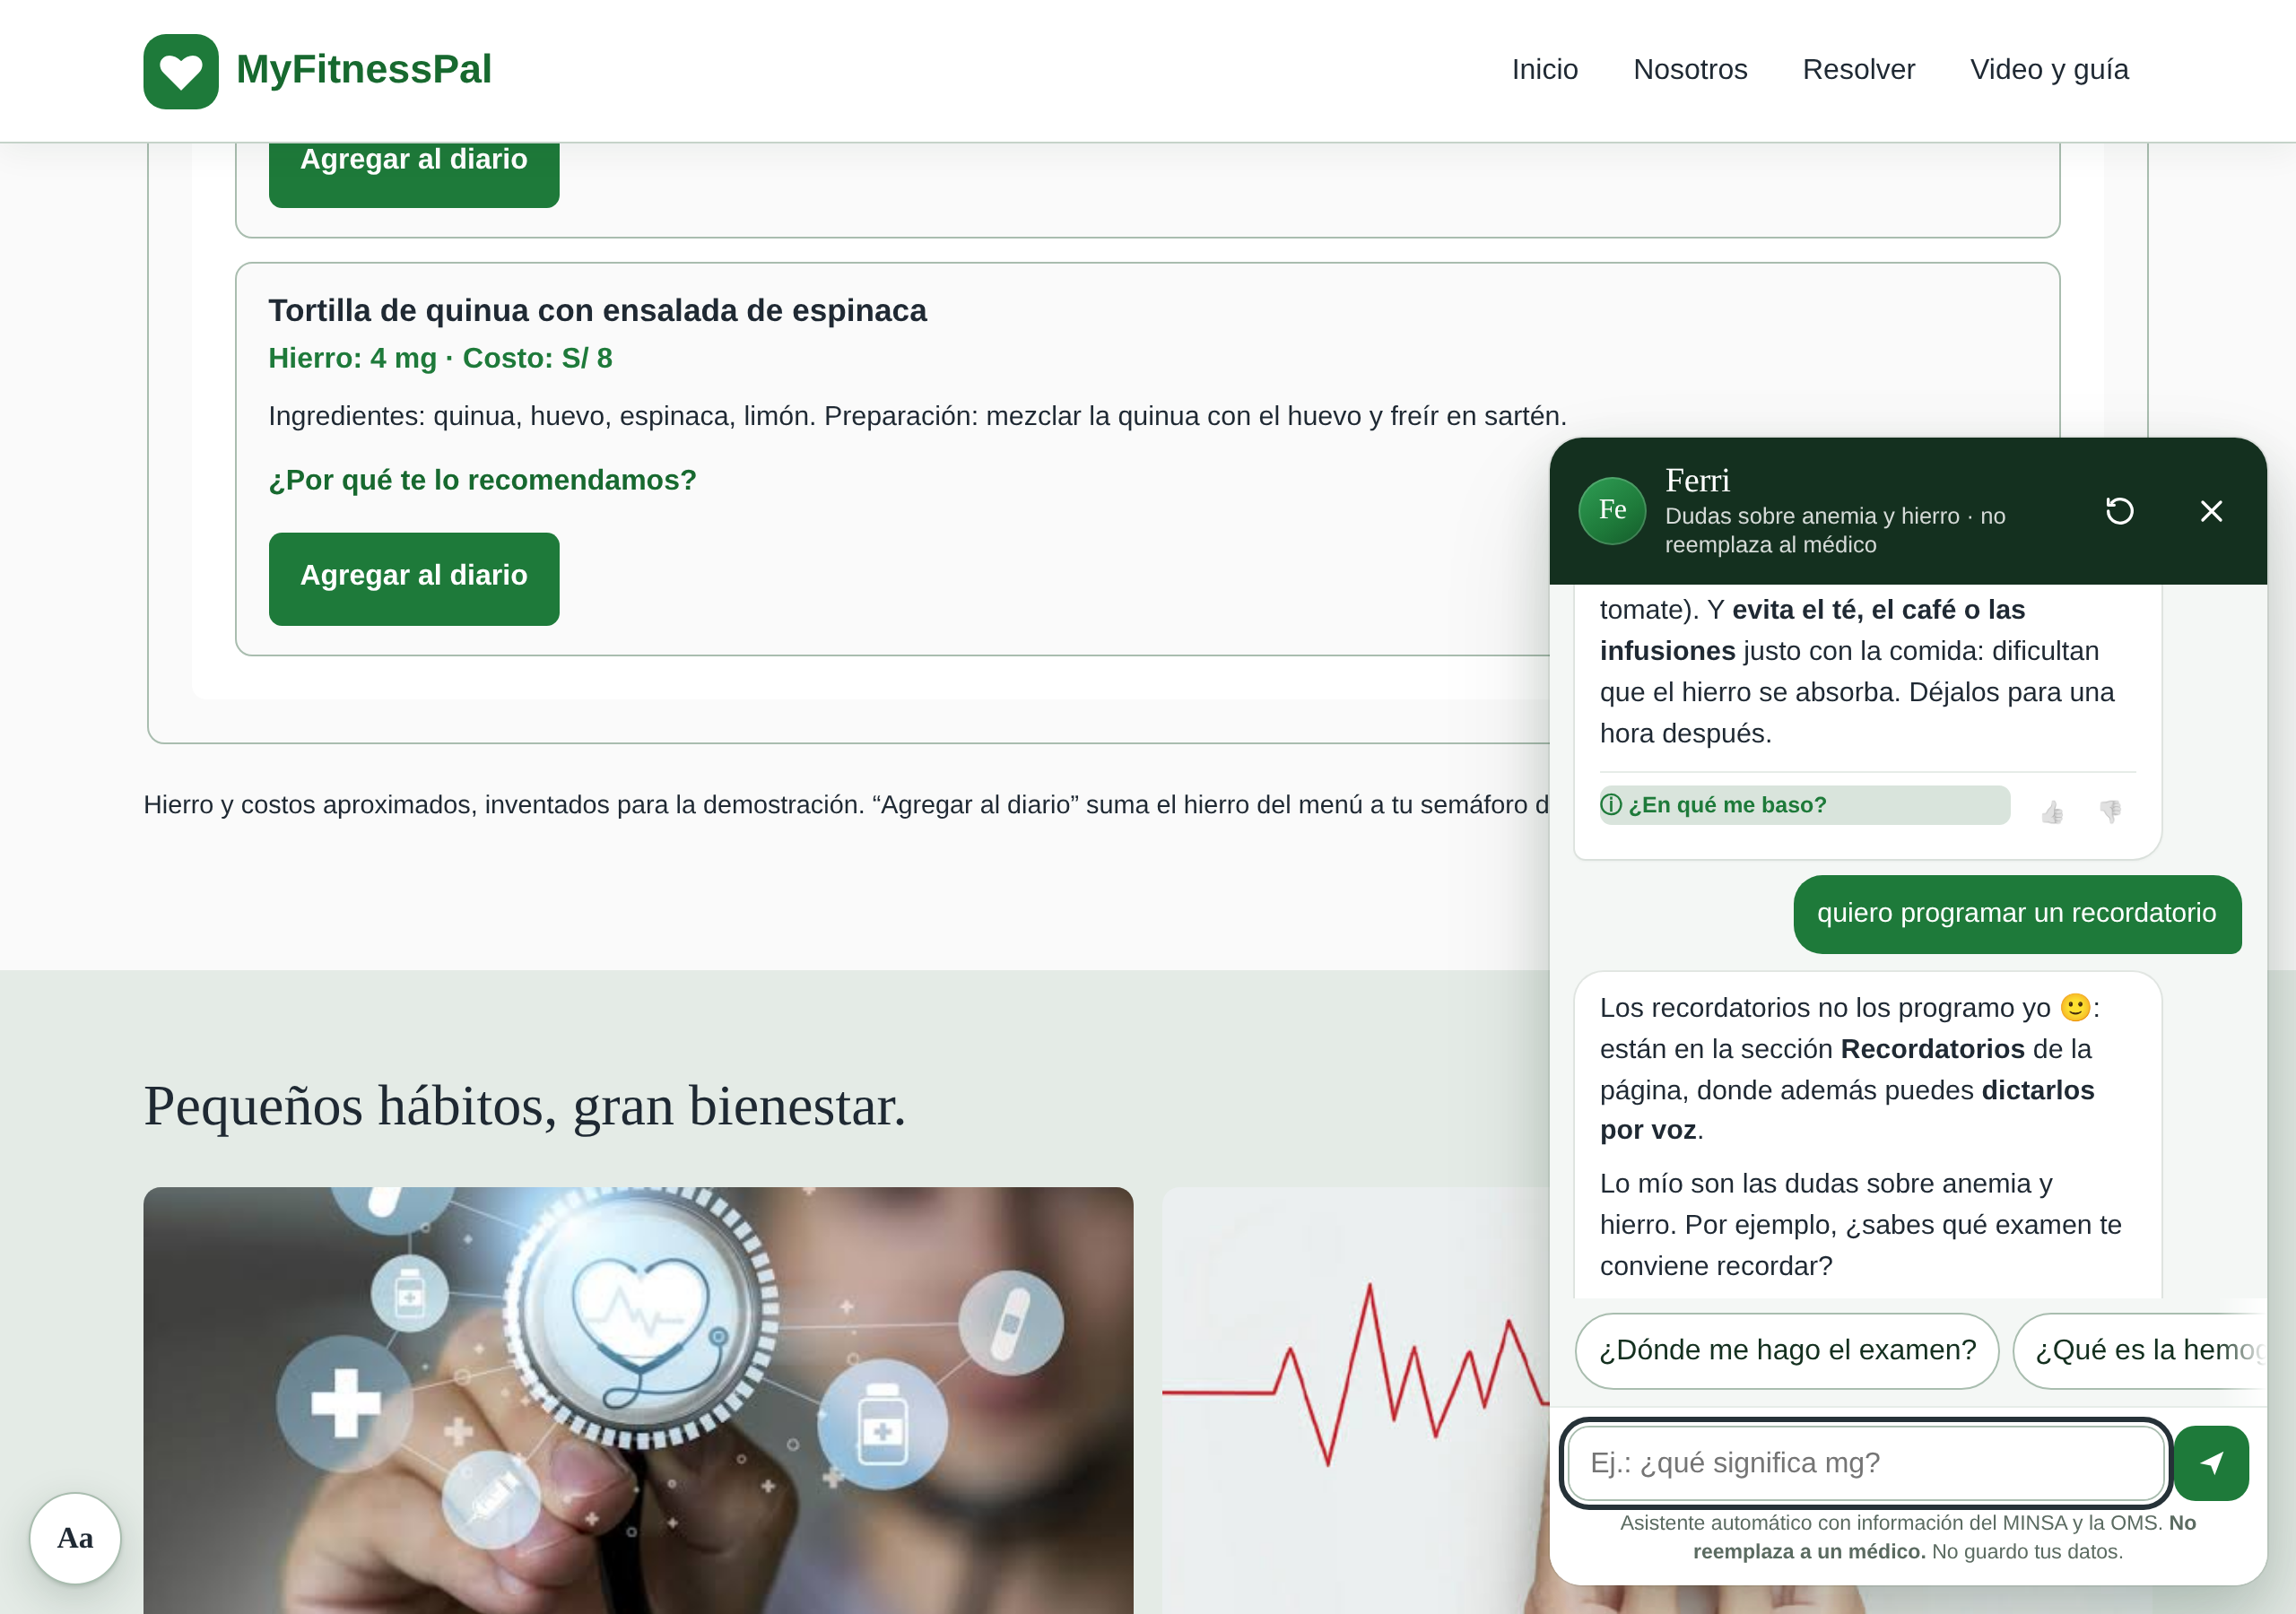 MyFitnessPal
Inicio
Nosotros
Resolver
Video y guía
Agregar al diario
Tortilla de quinua con ensalada de espinaca
Hierro: 4 mg · Costo: S/ 8
Ingredientes: quinua, huevo, espinaca, limón. Preparación: mezclar la quinua con el huevo y freír en sartén.
¿Por qué te lo recomendamos?
Agregar al diario
Hierro y costos aproximados, inventados para la demostración. “Agregar al diario” suma el hierro del menú a tu semáforo
Pequeños hábitos, gran bienestar.
Aa
Fe
Ferri
Dudas sobre anemia y hierro · no
reemplaza al médico
tomate). Y evita el té, el café o las
infusiones justo con la comida: dificultan
que el hierro se absorba. Déjalos para una
hora después.
ⓘ ¿En qué me baso?
quiero programar un recordatorio
Los recordatorios no los programo yo 🙂:
están en la sección Recordatorios de la
página, donde además puedes dictarlos
por voz.
Lo mío son las dudas sobre anemia y
hierro. Por ejemplo, ¿sabes qué examen te
conviene recordar?
¿Dónde me hago el examen?
¿Qué es la
Ej.: ¿qué significa mg?
Asistente automático con información del MINSA y la OMS. No
reemplaza a un médico. No guardo tus datos.